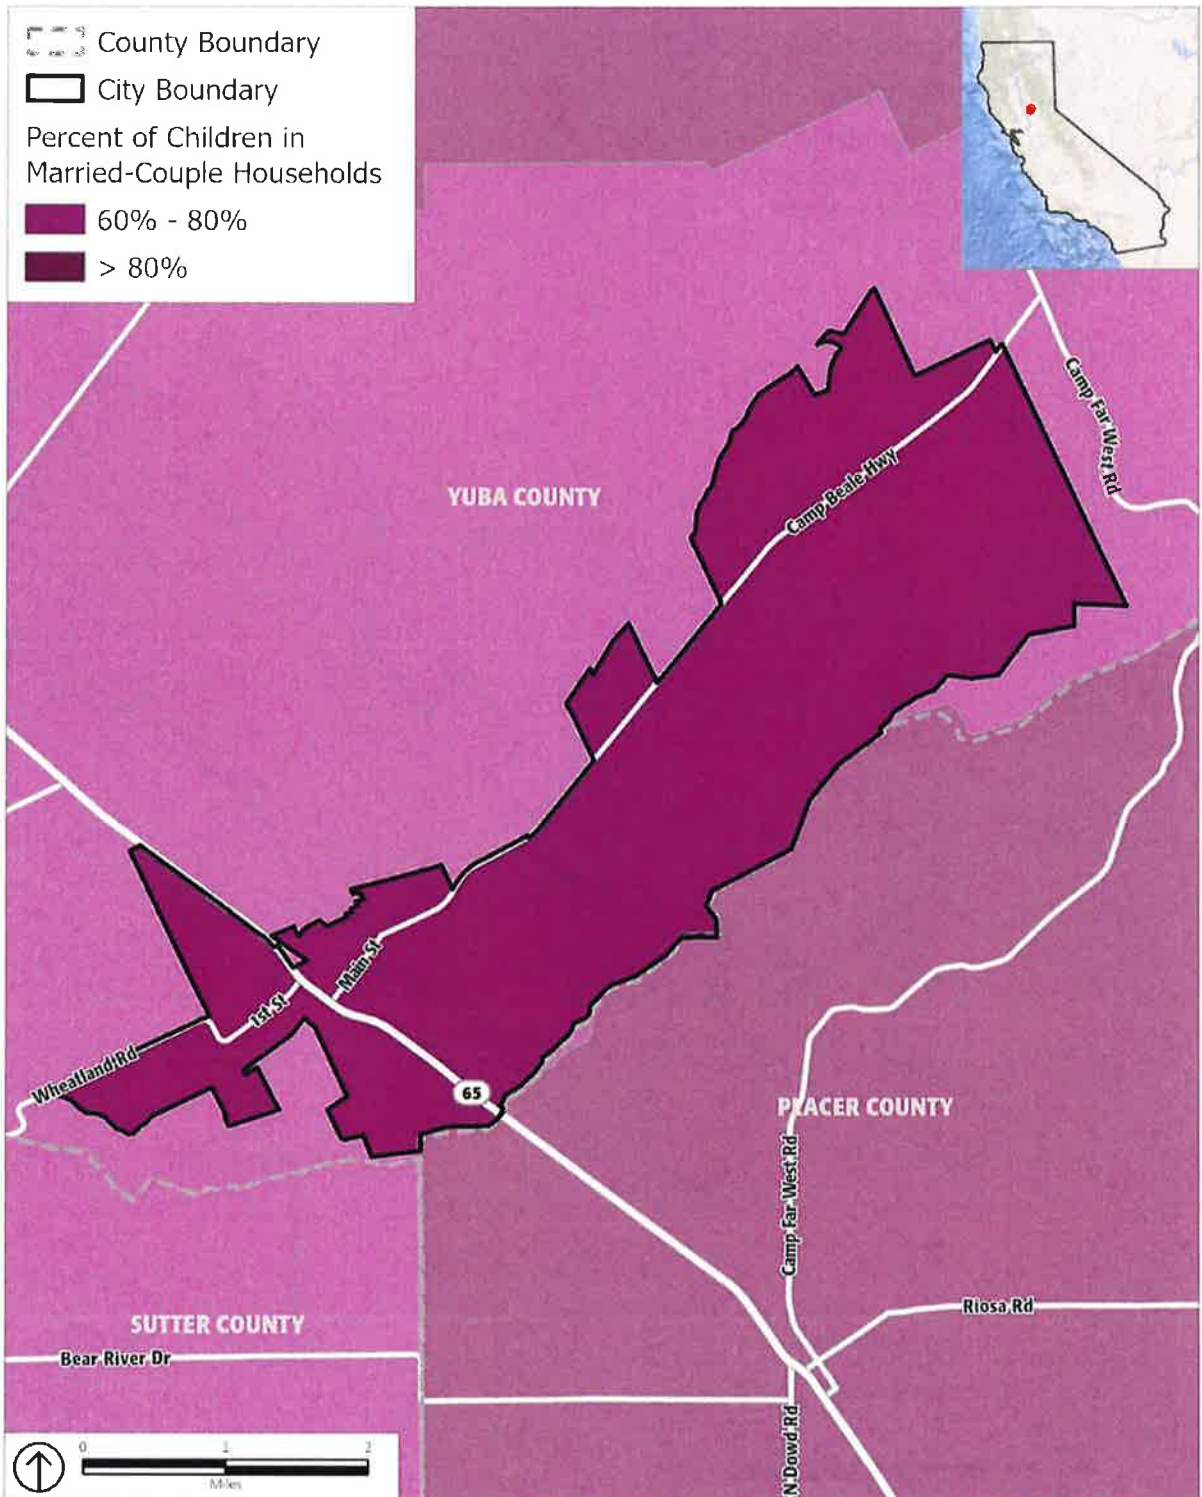 County Boundary
City Boundary
Percent of Children in
Married-Couple Households
60% - 80%
> 80%
Camp Far West Rd
YUBA COUNTY
Camp Beale Hwy
Main St
1st St
Wheatland Rd
65
PLACER COUNTY
Camp Far West Rd
Riosa Rd
SUTTER COUNTY
Bear River Dr
N Dowd Rd
0 1 2
Miles